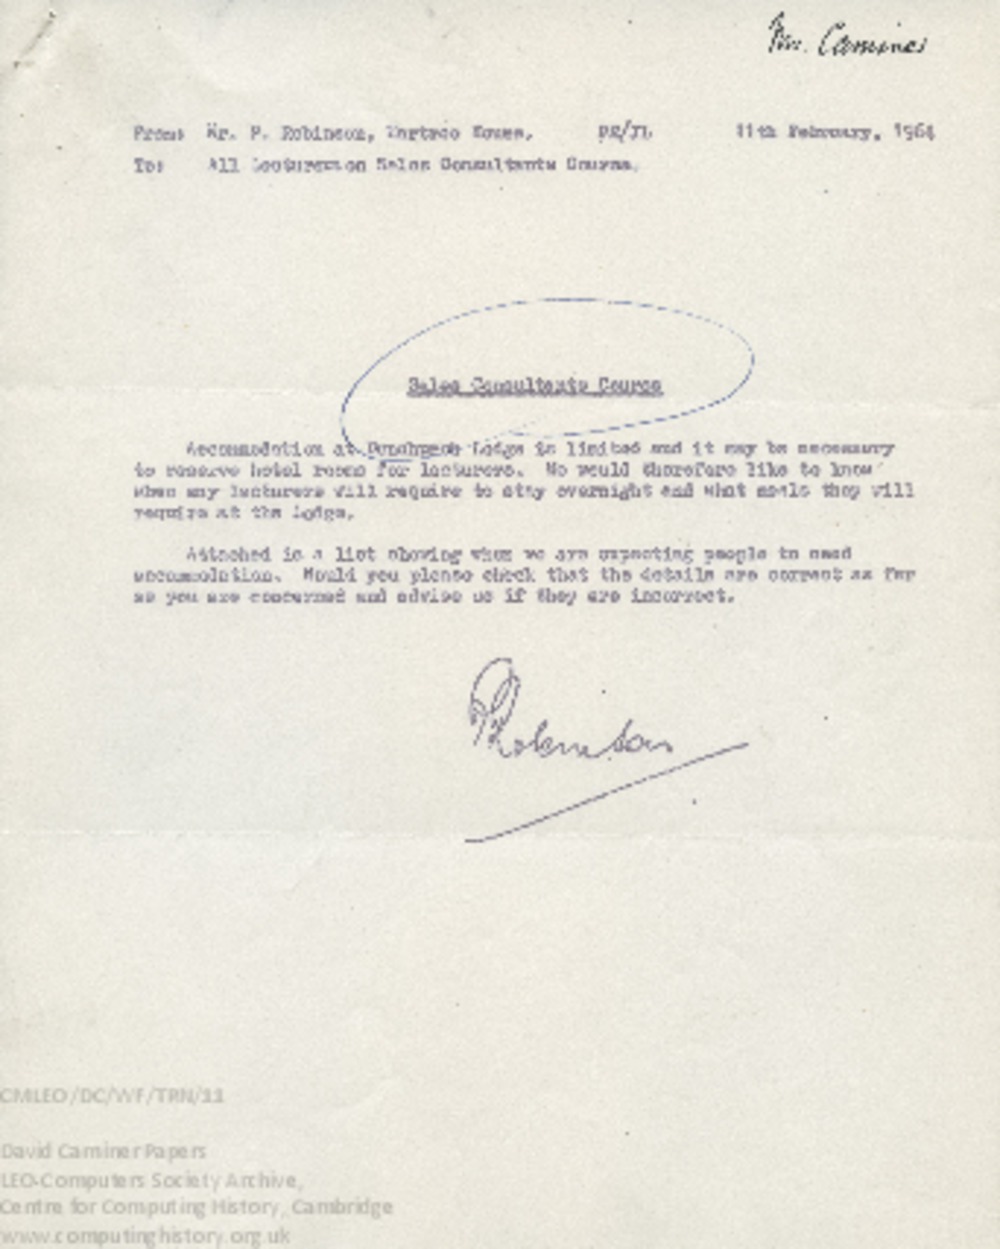 Mr. Caminer
From: Mr. P. Robinson, Hartree House, PR/JL 11th February, 1964
To: All Lecturers on Sales Consultants Course.
Sales Consultants Course
Accommodation at Lodge is limited and it may be necessary
to reserve hotel rooms for lecturers. We would therefore like to know
when any lecturers will require to stay overnight and what meals they will
require at the Lodge.
Attached is a list showing when we are expecting people to need
accommodation. Would you please check that the details are correct as far
as you are concerned and advise us if they are incorrect.
PRobinson
CMLEO/DC/WF/TRN/11
David Caminer Papers
LEO Computers Society Archive,
Centre for Computing History, Cambridge
www.computinghistory.org.uk